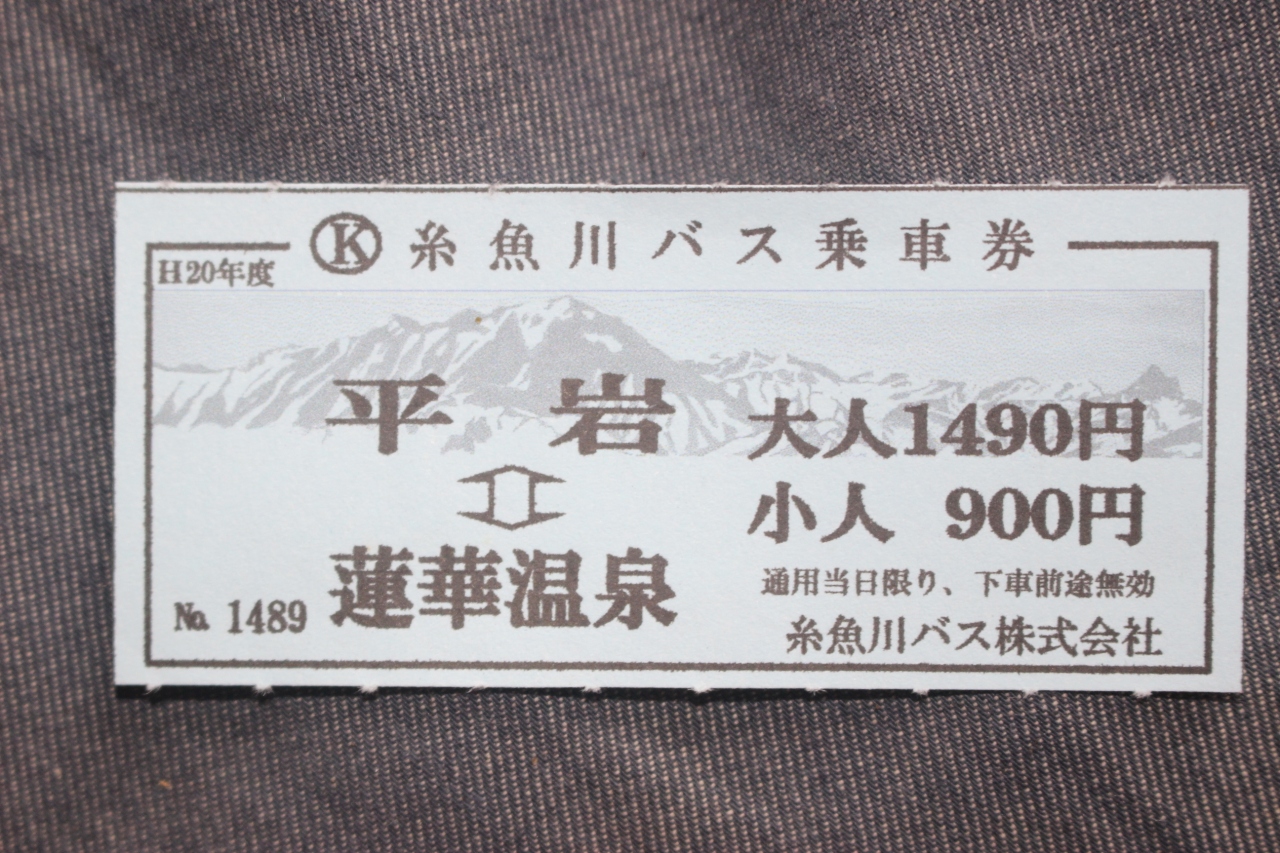 Ⓚ 糸魚川バス乗車券
H20年度
平 岩
⇕
蓮華温泉
大人1490円
小人 900円
通用当日限り、下車前途無効
№ 1489
糸魚川バス株式会社